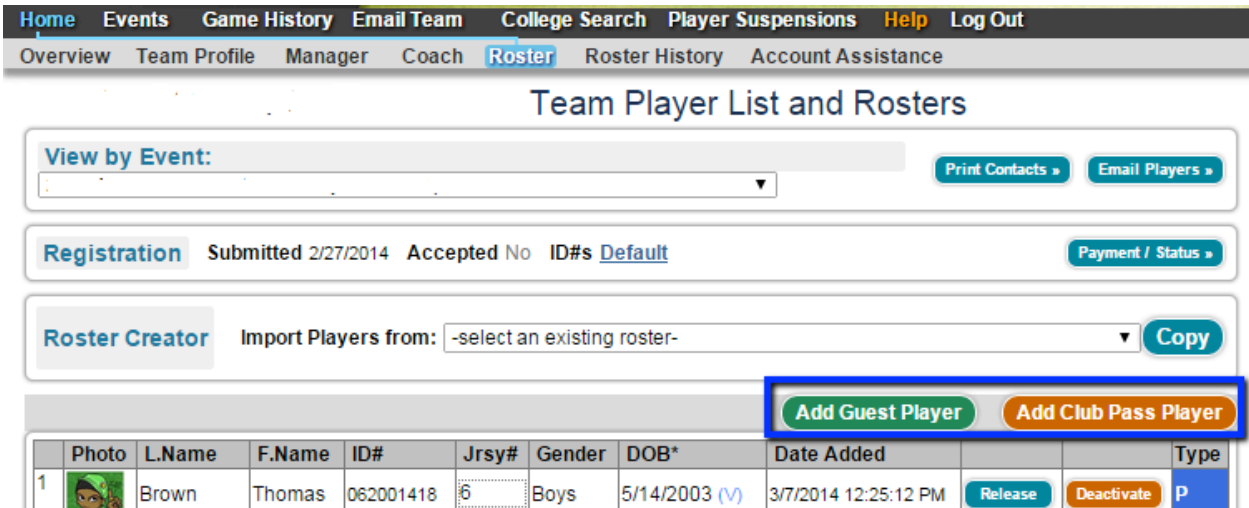 Home Events Game History Email Team College Search Player Suspensions Help Log Out
Overview Team Profile Manager Coach Roster Roster History Account Assistance
Team Player List and Rosters
View by Event:
Print Contacts » Email Players »
Registration Submitted 2/27/2014 Accepted No ID#s Default Payment / Status »
Roster Creator Import Players from: -select an existing roster- Copy
Add Guest Player Add Club Pass Player
Photo L.Name F.Name ID# Jrsy# Gender DOB* Date Added Type
1 Brown Thomas 062001418 6 Boys 5/14/2003 (V) 3/7/2014 12:25:12 PM Release Deactivate P